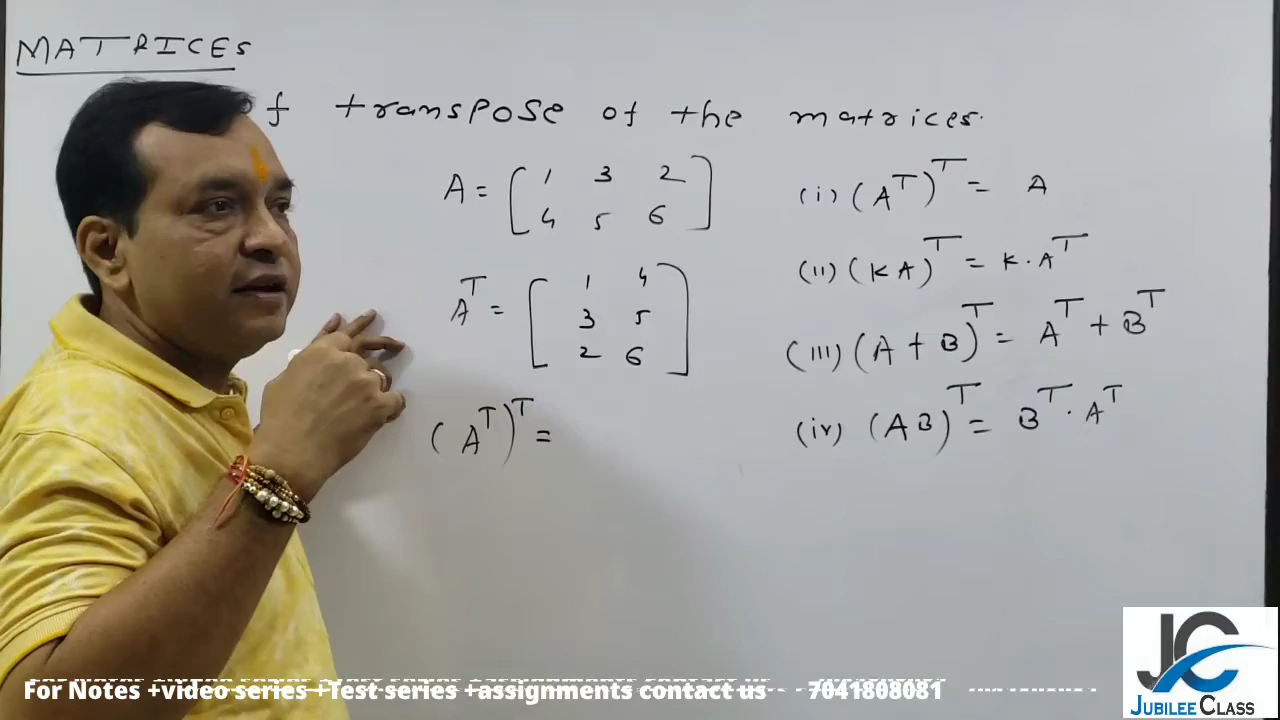 MATRICES
of transpose of the matrices.
A = [ 1 3 2
4 5 6 ]
A^T = [ 1 4
3 5
2 6 ]
(A^T)^T =
(i) (A^T)^T = A
(ii) (KA)^T = K·A^T
(iii) (A + B)^T = A^T + B^T
(iv) (AB)^T = B^T·A^T
For Notes +video series +Test series +assignments contact us 7041808081
JC
JUBILEE CLASS